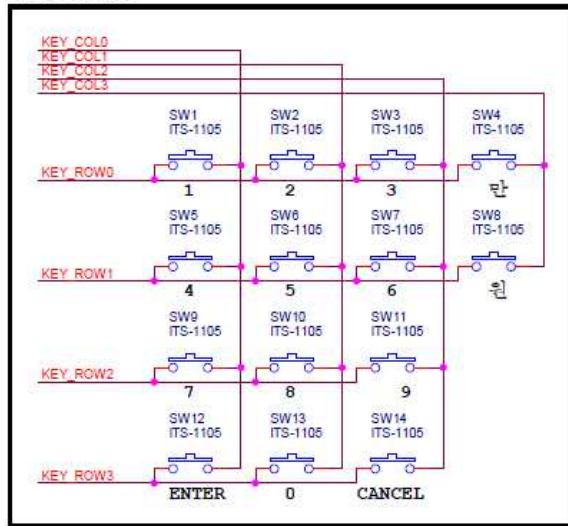 KEY_COL0
KEY_COL1
KEY_COL2
KEY_COL3
SW1 SW2 SW3 SW4
ITS-1105 ITS-1105 ITS-1105 ITS-1105
KEY_ROW0
1 2 3 만
SW5 SW6 SW7 SW8
ITS-1105 ITS-1105 ITS-1105 ITS-1105
KEY_ROW1
4 5 6 원
SW9 SW10 SW11
ITS-1105 ITS-1105 ITS-1105
KEY_ROW2
7 8 9
SW12 SW13 SW14
ITS-1105 ITS-1105 ITS-1105
KEY_ROW3
ENTER 0 CANCEL